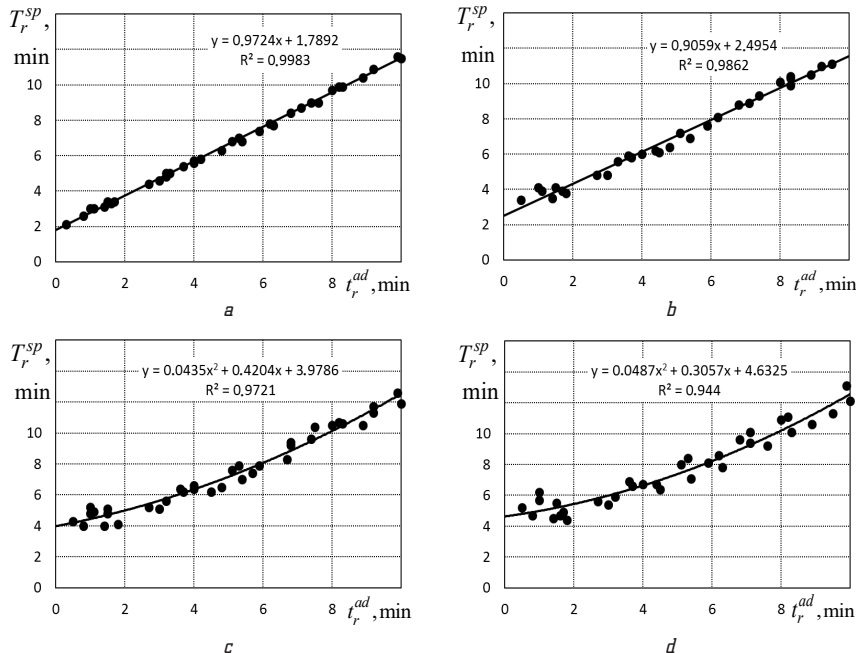 T_r^{sp},
min
y = 0,9724x + 1.7892
R² = 0.9983
10
8
6
4
2
0
0 2 4 6 8
t_r^{ad}, min
a
T_r^{sp},
min
y = 0.9059x + 2.4954
R² = 0,9862
10
8
6
4
2
0
0 2 4 6 8
t_r^{ad}, min
b
T_r^{sp},
min
y = 0.0435x² + 0.4204x + 3.9786
R² = 0,9721
10
8
6
4
2
0
0 2 4 6 8
t_r^{ad}, min
c
T_r^{sp},
min
y = 0.0487x² + 0.3057x + 4.6325
R² = 0.944
10
8
6
4
2
0
0 2 4 6 8
t_r^{ad}, min
d